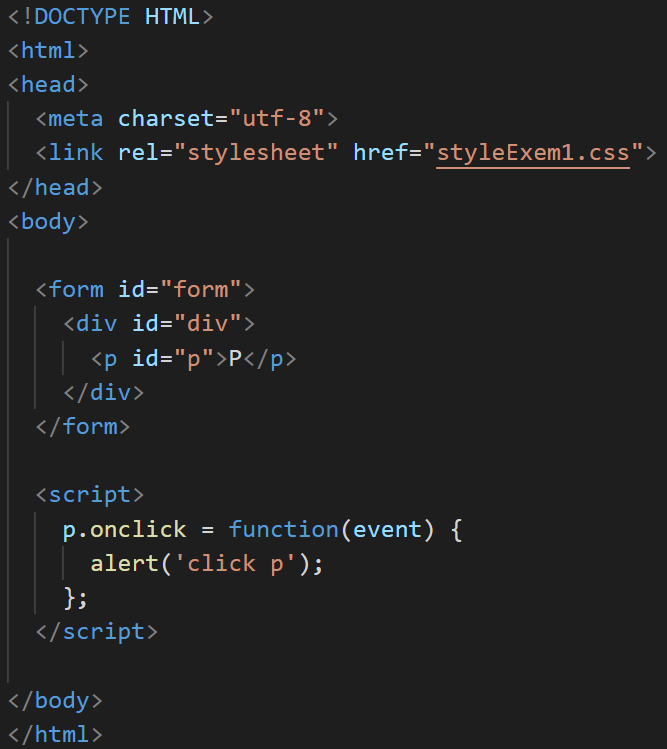 <!DOCTYPE HTML>
<html>
<head>
  <meta charset="utf-8">
  <link rel="stylesheet" href="styleExem1.css">
</head>
<body>

  <form id="form">
    <div id="div">
      <p id="p">P</p>
    </div>
  </form>

  <script>
    p.onclick = function(event) {
      alert('click p');
    };
  </script>

</body>
</html>